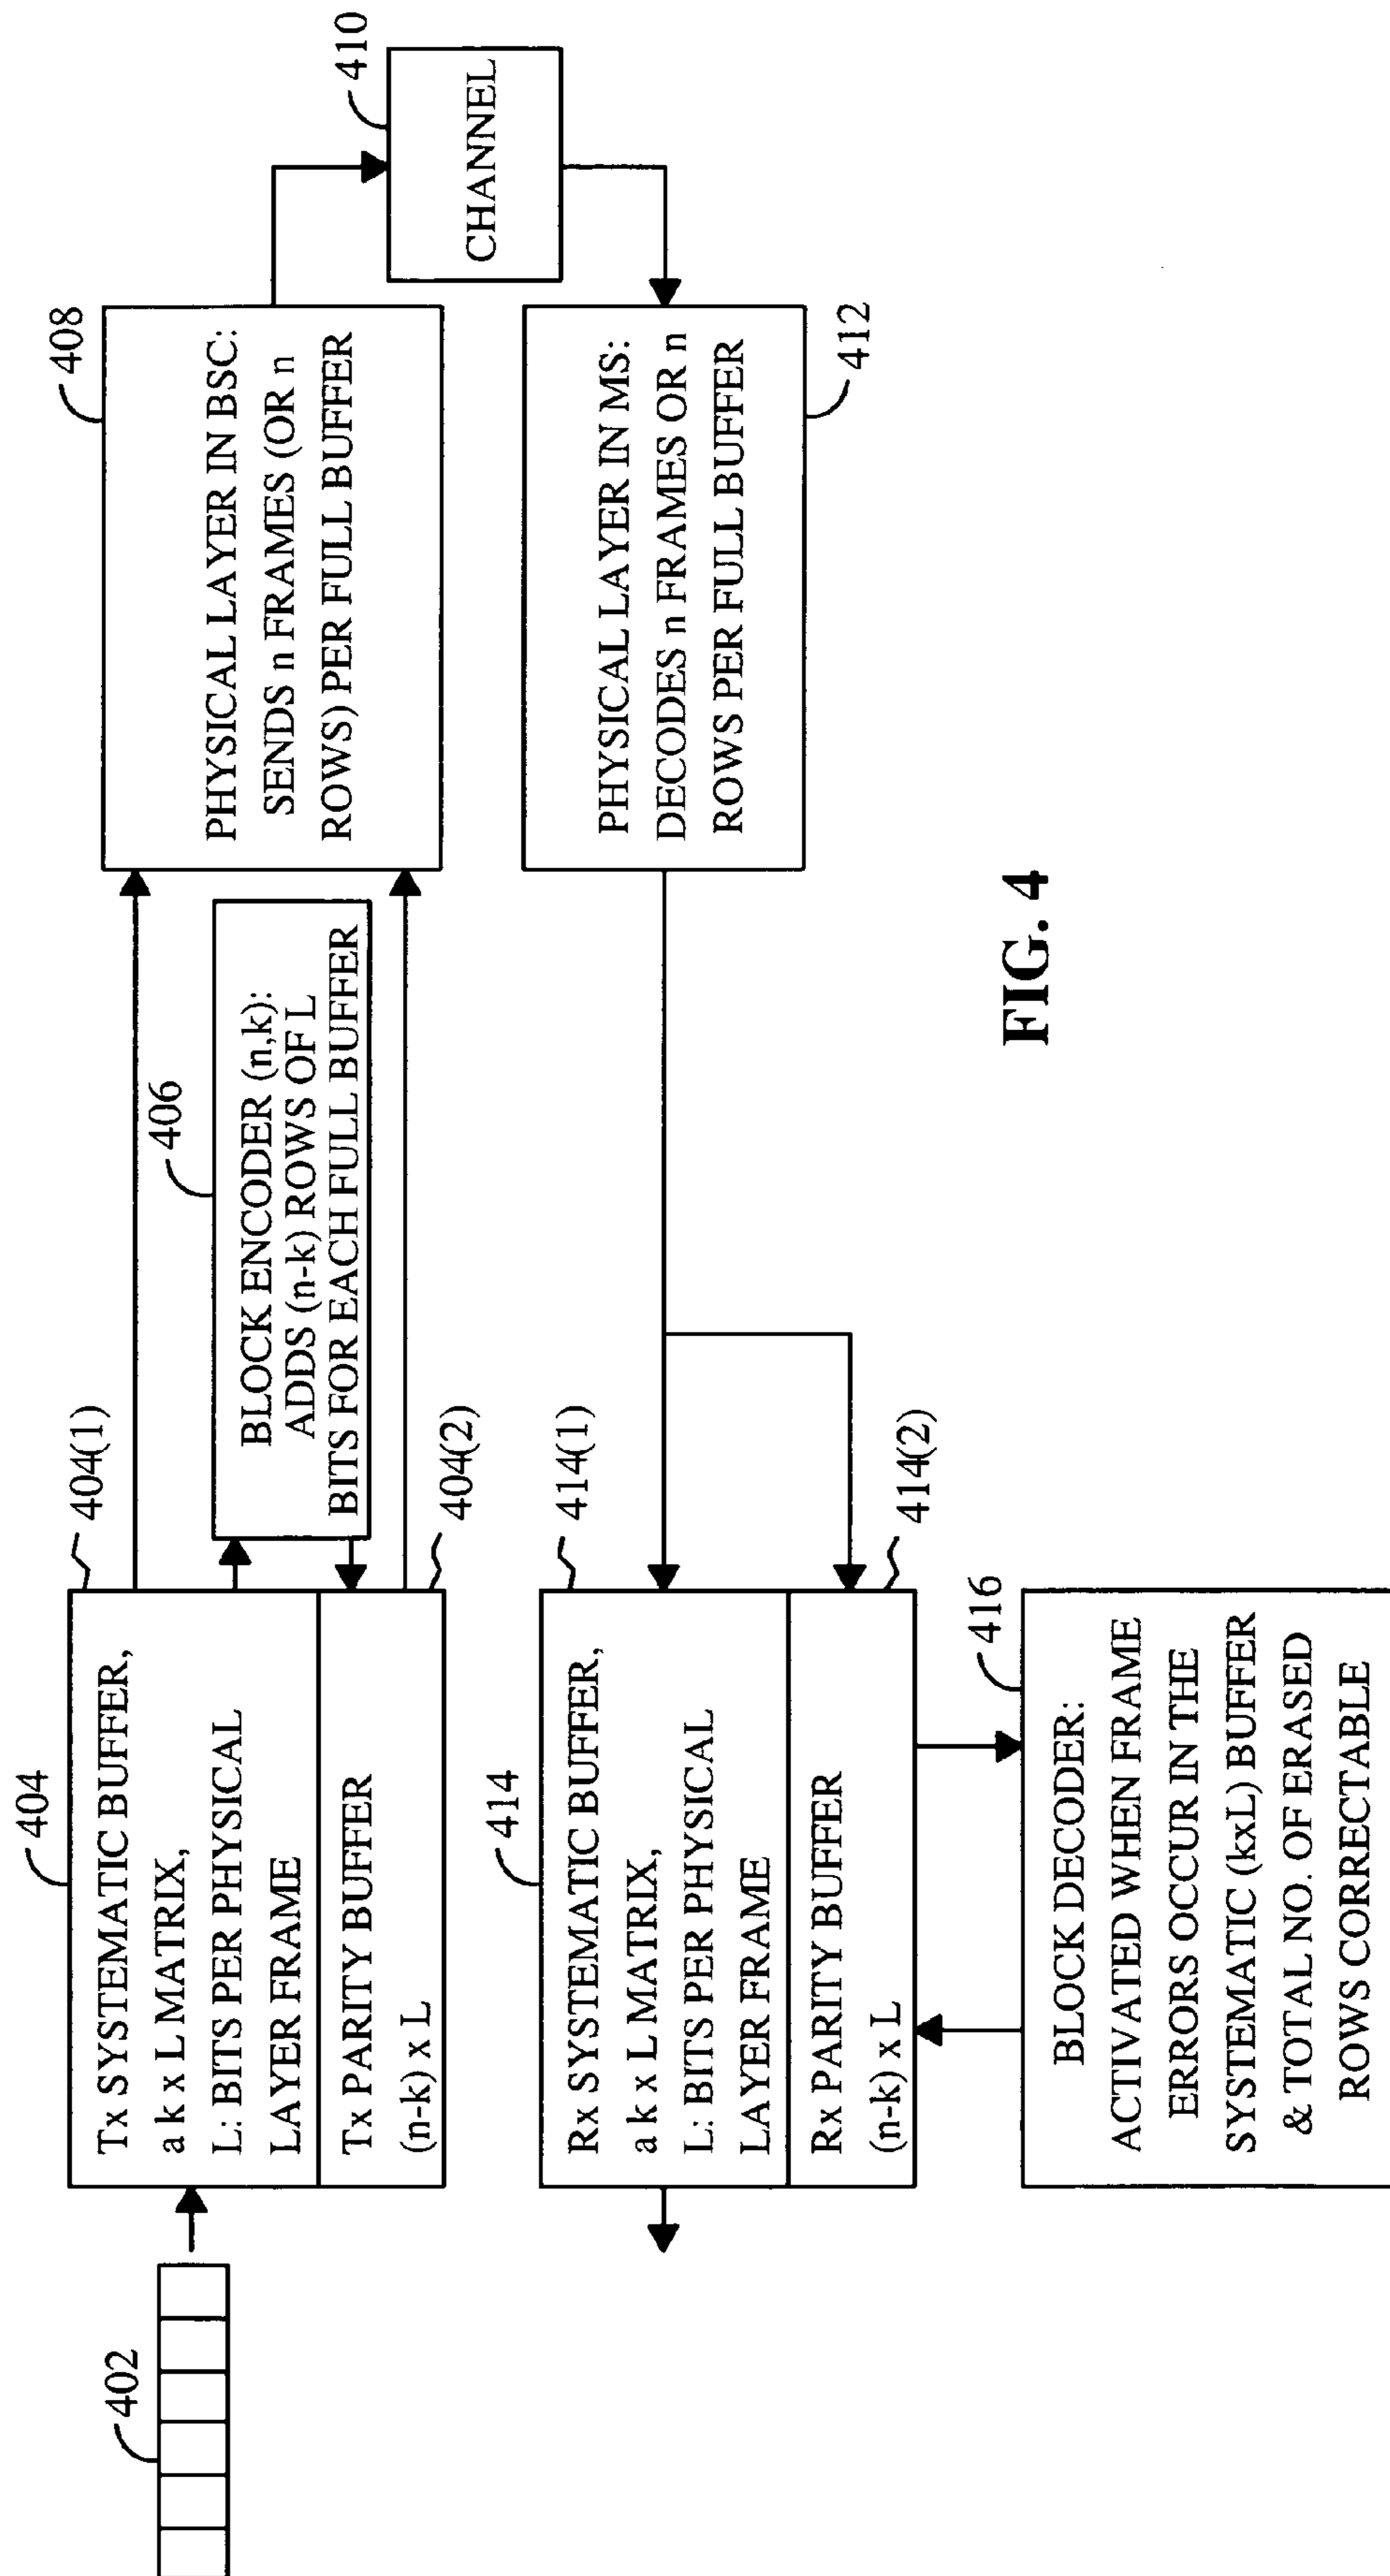 402
404
Tx SYSTEMATIC BUFFER,
a k x L MATRIX,
L: BITS PER PHYSICAL
LAYER FRAME
404(1)
Tx PARITY BUFFER
(n-k) x L
404(2)
406
BLOCK ENCODER (n,k):
ADDS (n-k) ROWS OF L
BITS FOR EACH FULL BUFFER
408
PHYSICAL LAYER IN BSC:
SENDS n FRAMES (OR n
ROWS) PER FULL BUFFER
410
CHANNEL
PHYSICAL LAYER IN MS:
DECODES n FRAMES OR n
ROWS PER FULL BUFFER
412
414
Rx SYSTEMATIC BUFFER,
a k x L MATRIX,
L: BITS PER PHYSICAL
LAYER FRAME
414(1)
Rx PARITY BUFFER
(n-k) x L
414(2)
416
BLOCK DECODER:
ACTIVATED WHEN FRAME
ERRORS OCCUR IN THE
SYSTEMATIC (kxL) BUFFER
& TOTAL NO. OF ERASED
ROWS CORRECTABLE
FIG. 4